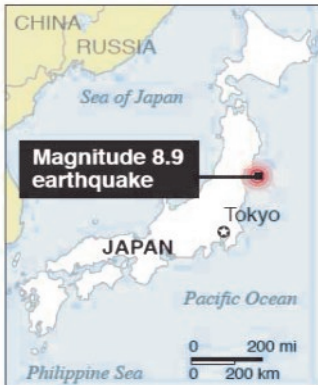 CHINA
RUSSIA
Sea of Japan
Magnitude 8.9
earthquake
Tokyo
JAPAN
Pacific Ocean
0 200 mi
0 200 km
Philippine Sea